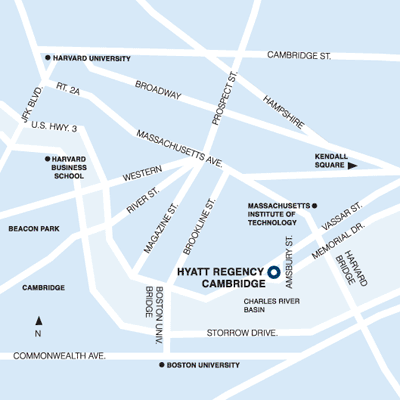 HARVARD UNIVERSITY
CAMBRIDGE ST.
JFK BLVD.
RT. 2A
BROADWAY
PROSPECT ST.
HAMPSHIRE
U.S. HWY. 3
MASSACHUSETTS AVE.
HARVARD
BUSINESS
SCHOOL
WESTERN
KENDALL
SQUARE
RIVER ST.
MAGAZINE ST.
BROOKLINE ST.
MASSACHUSETTS
INSTITUTE OF
TECHNOLOGY
VASSAR ST.
MEMORIAL DR.
BEACON PARK
AMSBURY ST.
HARVARD
BRIDGE
HYATT REGENCY
CAMBRIDGE
CAMBRIDGE
BOSTON UNIV.
BRIDGE
CHARLES RIVER
BASIN
N
STORROW DRIVE.
COMMONWEALTH AVE.
BOSTON UNIVERSITY